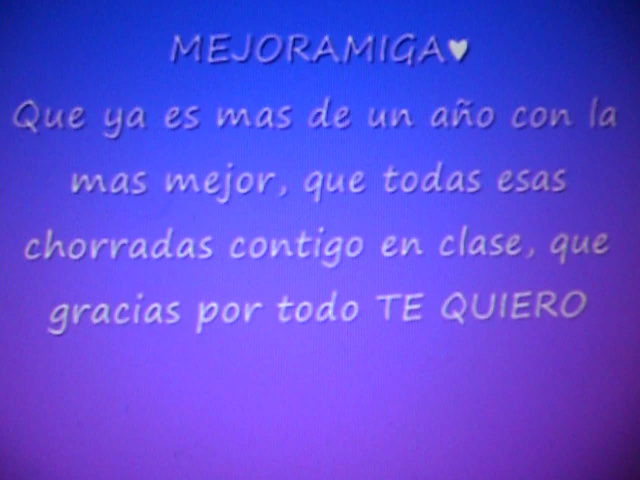 MEJORAMIGA♥
Que ya es mas de un año con la
mas mejor, que todas esas
chorradas contigo en clase, que
gracias por todo TE QUIERO